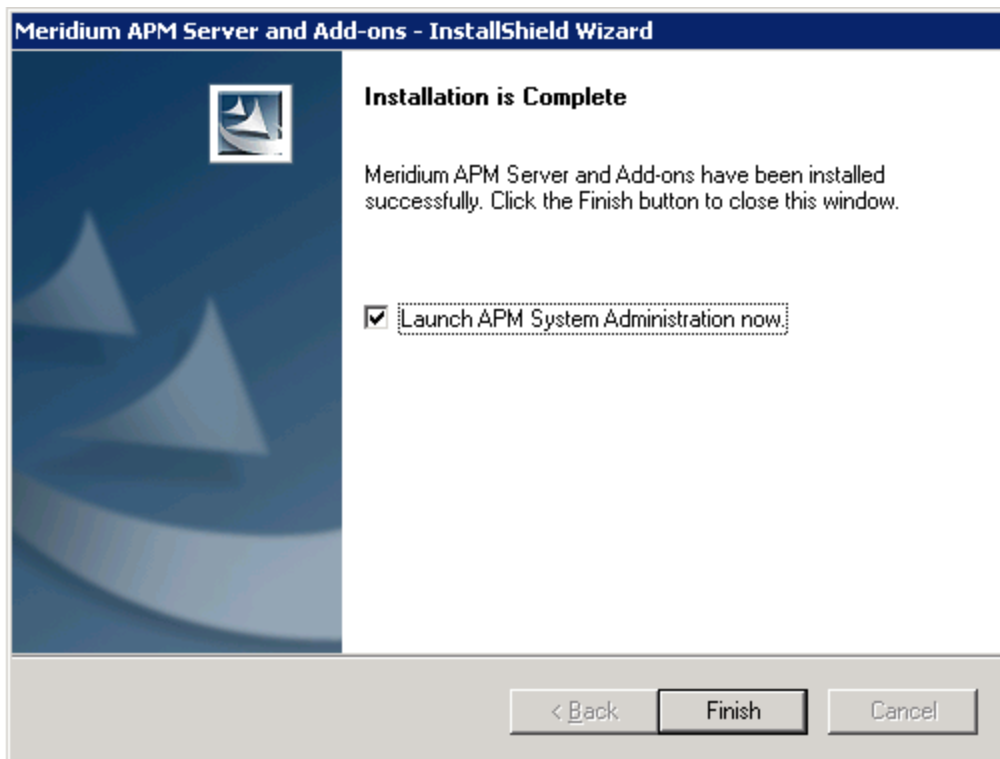 Meridium APM Server and Add-ons - InstallShield Wizard
Installation is Complete
Meridium APM Server and Add-ons have been installed
successfully. Click the Finish button to close this window.
Launch APM System Administration now.
< Back
Finish
Cancel